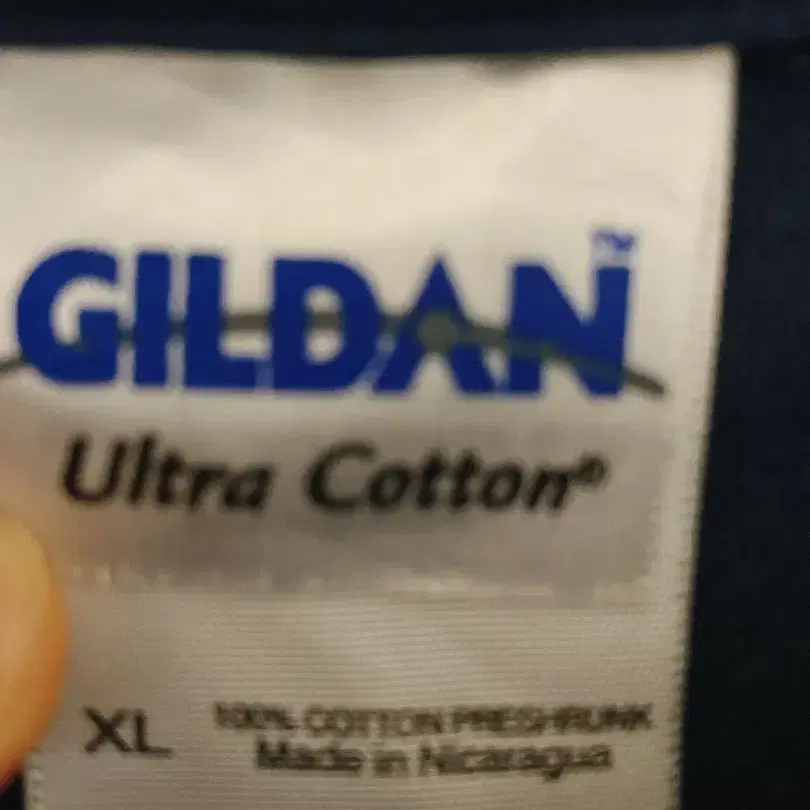 GILDAN™
Ultra Cotton®
XL
100% COTTON PRESHRUNK
Made in Nicaragua